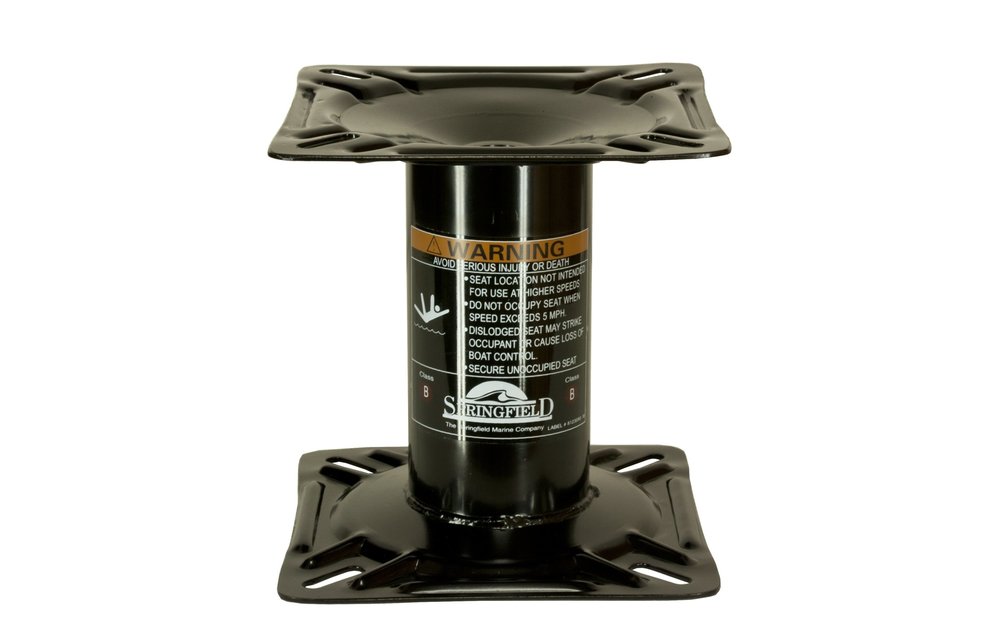 WARNING
AVOID SERIOUS INJURY OR DEATH
•SEAT LOCATION NOT INTENDED
FOR USE AT HIGHER SPEEDS
•DO NOT OCCUPY SEAT WHEN
SPEED EXCEEDS 5 MPH.
•DISLODGED SEAT MAY STRIKE
OCCUPANT OR CAUSE LOSS OF
BOAT CONTROL.
•SECURE UNOCCUPIED SEAT
Class
B
Class
B
SPRINGFIELD
The Springfield Marine Company LABEL #